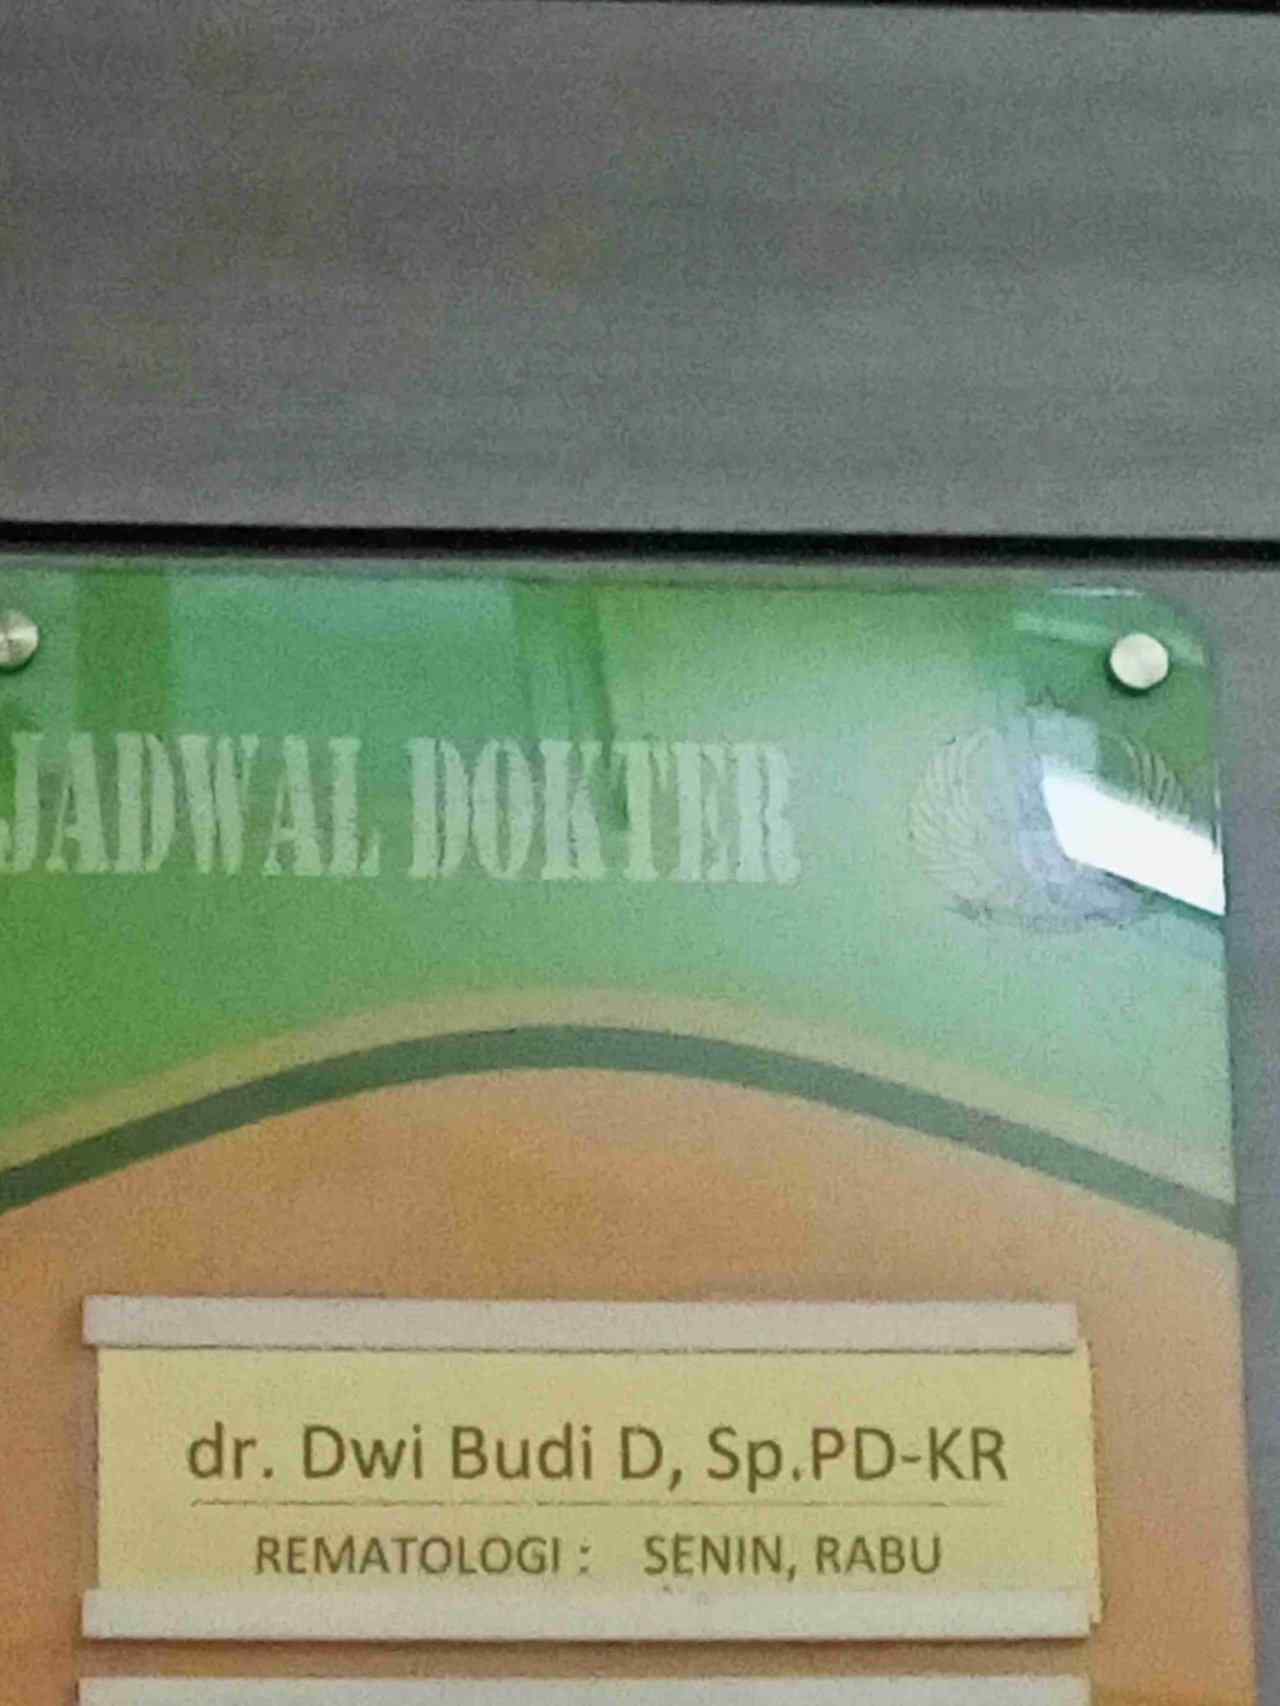 JADWAL DOKTER
dr. Dwi Budi D, Sp.PD-KR
REMATOLOGI : SENIN, RABU